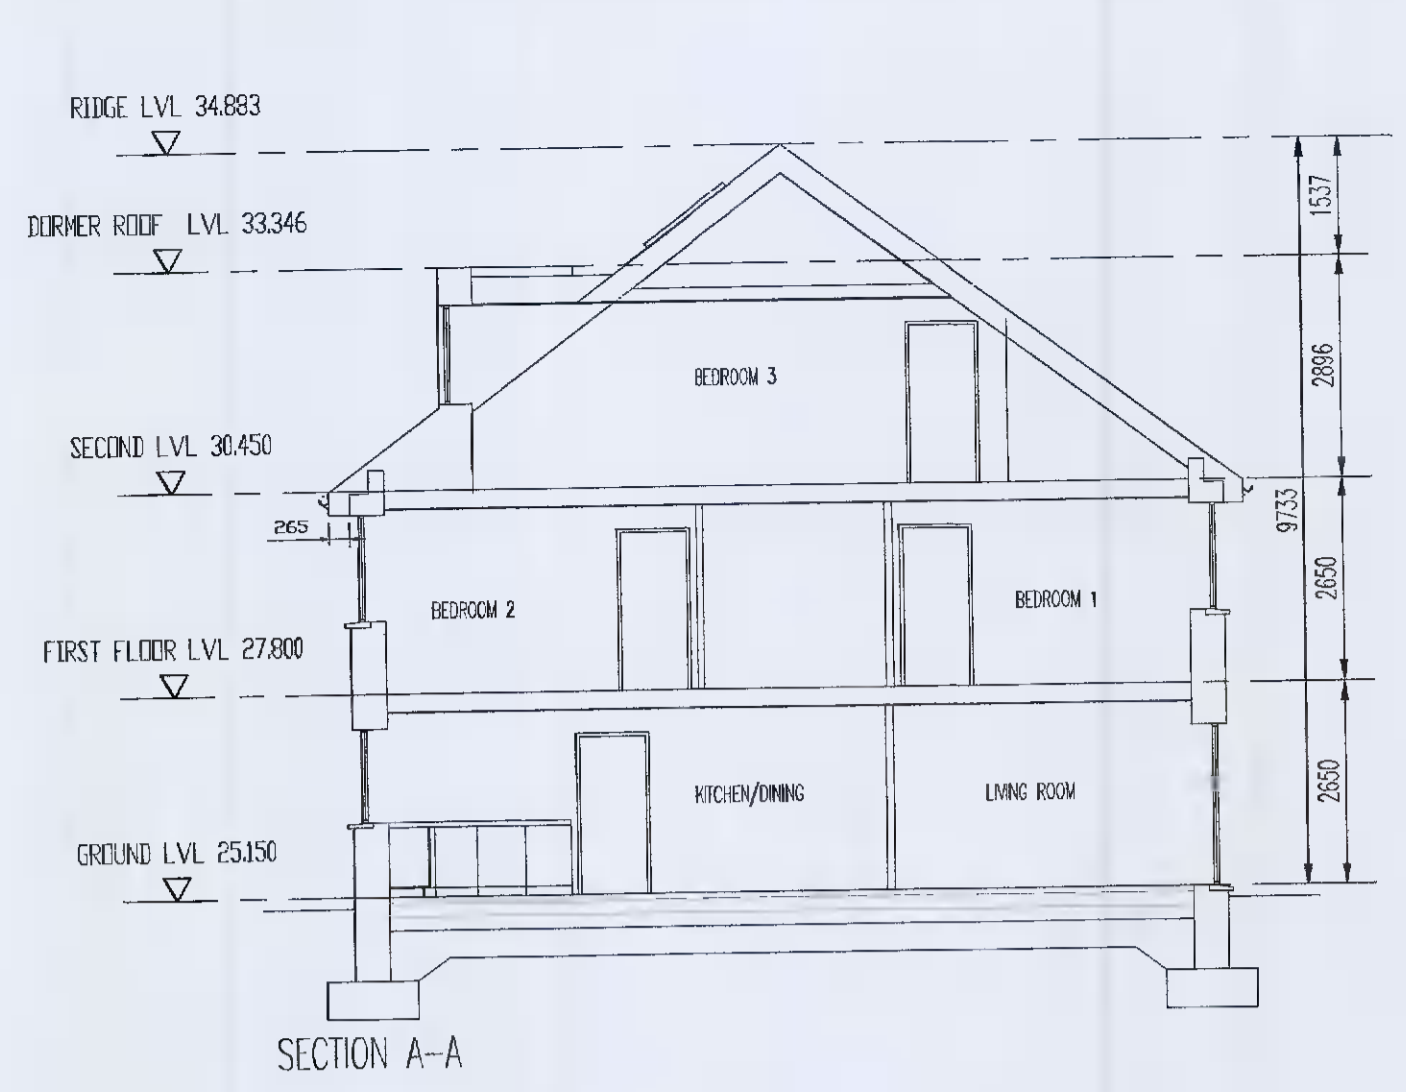 RIDGE LVL 34.883
DORMER ROOF LVL 33.346
SECOND LVL 30.450
265
FIRST FLOOR LVL 27.800
GROUND LVL 25.150
BEDROOM 3
BEDROOM 2
BEDROOM 1
KITCHEN/DINING
LIVING ROOM
1537
2896
9733
2650
2650
SECTION A-A